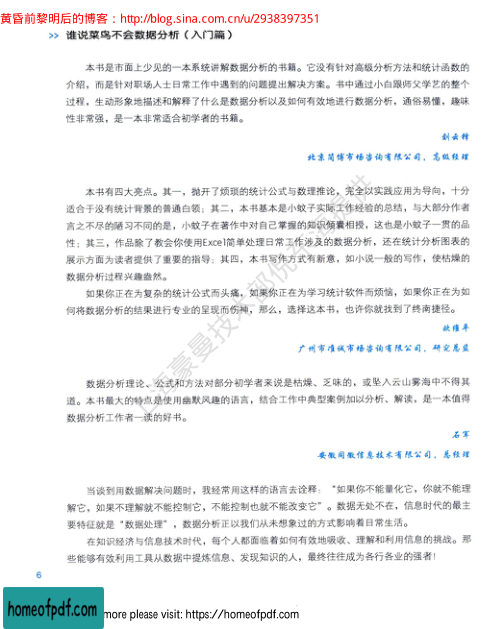 黄昏前黎明后的博客：http://blog.sina.com.cn/u/2938397351
>> 谁说菜鸟不会数据分析（入门篇）
本书是市面上少见的一本系统讲解数据分析的书籍。它没有针对高级分析方法和统计函数的
介绍，而是针对职场人士日常工作中遇到的问题提出解决方案。书中通过小白跟师父学艺的整个
过程，生动形象地描述和解释了什么是数据分析以及如何有效地进行数据分析，通俗易懂，趣味
性非常强，是一本非常适合初学者的书籍。
刘云锋
北京简博市场咨询有限公司，高级经理
本书有四大亮点。其一，抛开了烦琐的统计公式与数理推论，完全以实践应用为导向，十分
适合于没有统计背景的普通白领；其二，本书基本是小蚊子实际工作经验的总结，与大部分作者
言之不尽的陋习不同的是，小蚊子在著作中对自己掌握的知识倾囊相授，这也是小蚊子一贯的品
性；其三，作品除了教会你使用Excel简单处理日常工作涉及的数据分析，还在统计分析图表的
展示方面为读者提供了重要的指导；其四，本书写作方式有新意，如小说一般的写作，使枯燥的
数据分析过程兴趣盎然。
如果你正在为复杂的统计公式而头痛，如果你正在为学习统计软件而烦恼，如果你正在为如
何将数据分析的结果进行专业的呈现而伤神，那么，选择这本书，也许你就找到了终南捷径。
欧维平
广州市准诚市场咨询有限公司，研究总监
数据分析理论、公式和方法对部分初学者来说是枯燥、乏味的，或坠入云山雾海中不得其
道。本书最大的特点是使用幽默风趣的语言，结合工作中典型案例加以分析、解读，是一本值得
数据分析工作者一读的好书。
石军
安徽同徽信息技术有限公司，总经理
当谈到用数据解决问题时，我经常用这样的语言去诠释：“如果你不能量化它，你就不能理
解它，如果不理解就不能控制它，不能控制也就不能改变它”。数据无处不在，信息时代的最主
要特征就是“数据处理”，数据分析正以我们从未想象过的方式影响着日常生活。
在知识经济与信息技术时代，每个人都面临着如何有效地吸收、理解和利用信息的挑战。那
些能够有效利用工具从数据中提炼信息、发现知识的人，最终往往成为各行各业的强者！
6
homeofpdf.com
more please visit: https://homeofpdf.com